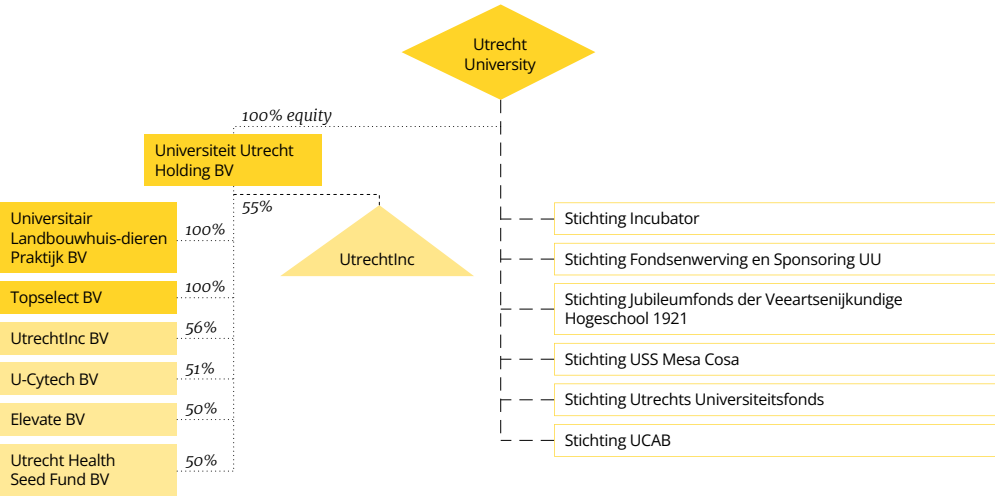 Utrecht
University
100% equity
Universiteit Utrecht
Holding BV
55%
UtrechtInc
Universitair
Landbouwhuis-dieren
Praktijk BV
100%
Topselect BV
100%
UtrechtInc BV
56%
U-Cytech BV
51%
Elevate BV
50%
Utrecht Health
Seed Fund BV
50%
Stichting Incubator
Stichting Fondsenwerving en Sponsoring UU
Stichting Jubileumfonds der Veeartsenijkundige
Hogeschool 1921
Stichting USS Mesa Cosa
Stichting Utrechts Universiteitsfonds
Stichting UCAB